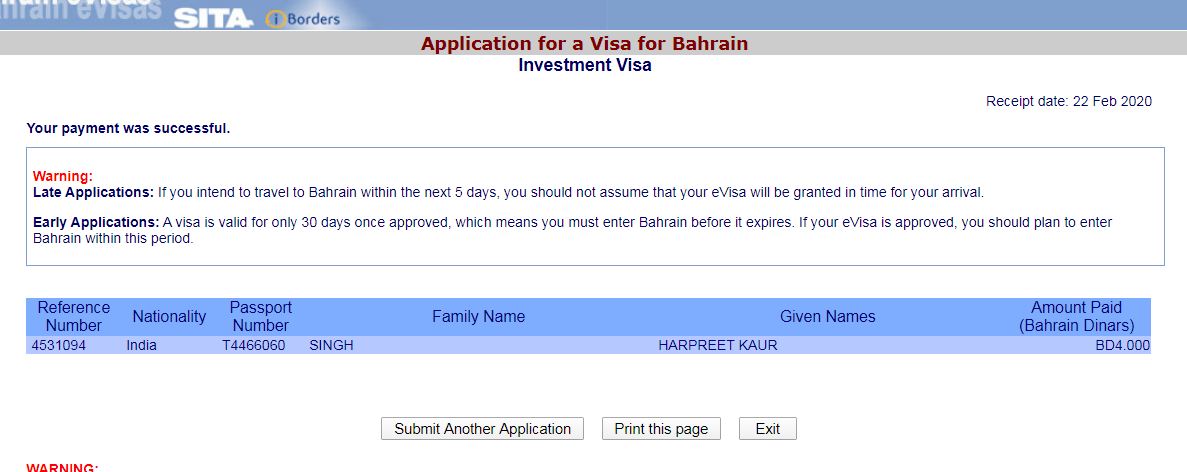 hrain eVisas
SITA iBorders
Application for a Visa for Bahrain
Investment Visa
Receipt date: 22 Feb 2020
Your payment was successful.
Warning:
Late Applications: If you intend to travel to Bahrain within the next 5 days, you should not assume that your eVisa will be granted in time for your arrival.
Early Applications: A visa is valid for only 30 days once approved, which means you must enter Bahrain before it expires. If your eVisa is approved, you should plan to enter
Bahrain within this period.
Reference Passport Amount Paid
Number Nationality Number Family Name Given Names (Bahrain Dinars)
4531094 India T4466060 SINGH HARPREET KAUR BD4.000
Submit Another Application Print this page Exit
WARNING: